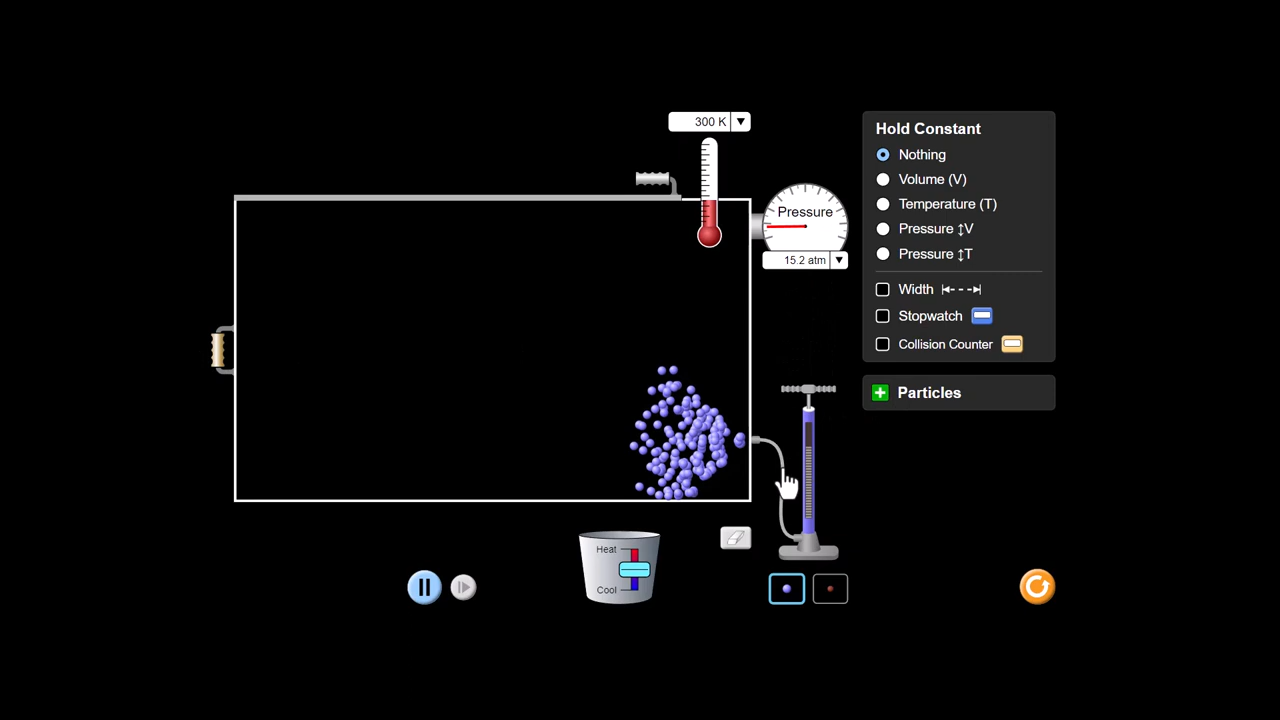 300 K
Pressure
15.2 atm
Hold Constant
Nothing
Volume (V)
Temperature (T)
Pressure ↕V
Pressure ↕T
Width
Stopwatch
Collision Counter
Particles
Heat
Cool